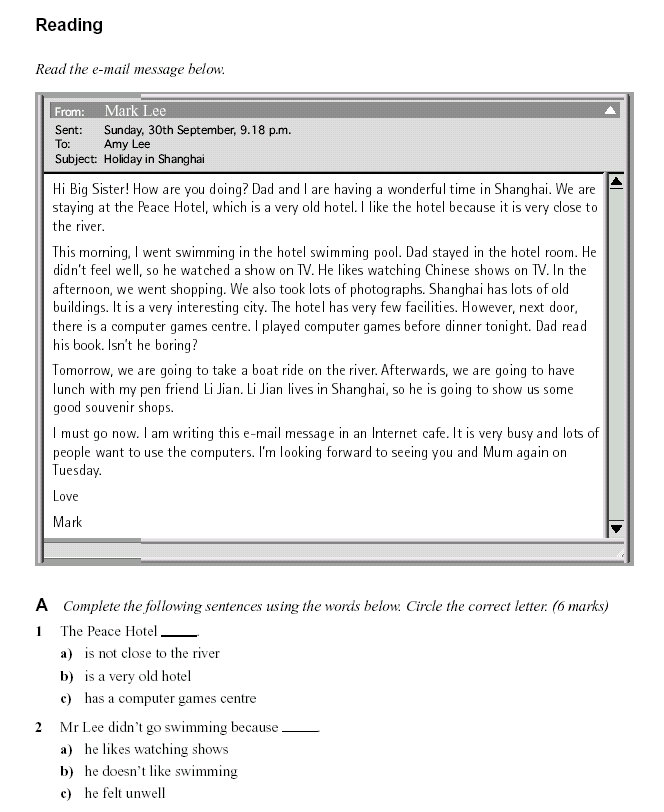 Reading
Read the e-mail message below.
From: Mark Lee
Sent: Sunday, 30th September, 9.18 p.m.
To: Amy Lee
Subject: Holiday in Shanghai
Hi Big Sister! How are you doing? Dad and I are having a wonderful time in Shanghai. We are
staying at the Peace Hotel, which is a very old hotel. I like the hotel because it is very close to
the river.
This morning, I went swimming in the hotel swimming pool. Dad stayed in the hotel room. He
didn't feel well, so he watched a show on TV. He likes watching Chinese shows on TV. In the
afternoon, we went shopping. We also took lots of photographs. Shanghai has lots of old
buildings. It is a very interesting city. The hotel has very few facilities. However, next door,
there is a computer games centre. I played computer games before dinner tonight. Dad read
his book. Isn't he boring?
Tomorrow, we are going to take a boat ride on the river. Afterwards, we are going to have
lunch with my pen friend Li Jian. Li Jian lives in Shanghai, so he is going to show us some
good souvenir shops.
I must go now. I am writing this e-mail message in an Internet cafe. It is very busy and lots of
people want to use the computers. I'm looking forward to seeing you and Mum again on
Tuesday.
Love
Mark
A Complete the following sentences using the words below. Circle the correct letter. (6 marks)
1 The Peace Hotel _____.
a) is not close to the river
b) is a very old hotel
c) has a computer games centre
2 Mr Lee didn't go swimming because _____.
a) he likes watching shows
b) he doesn't like swimming
c) he felt unwell